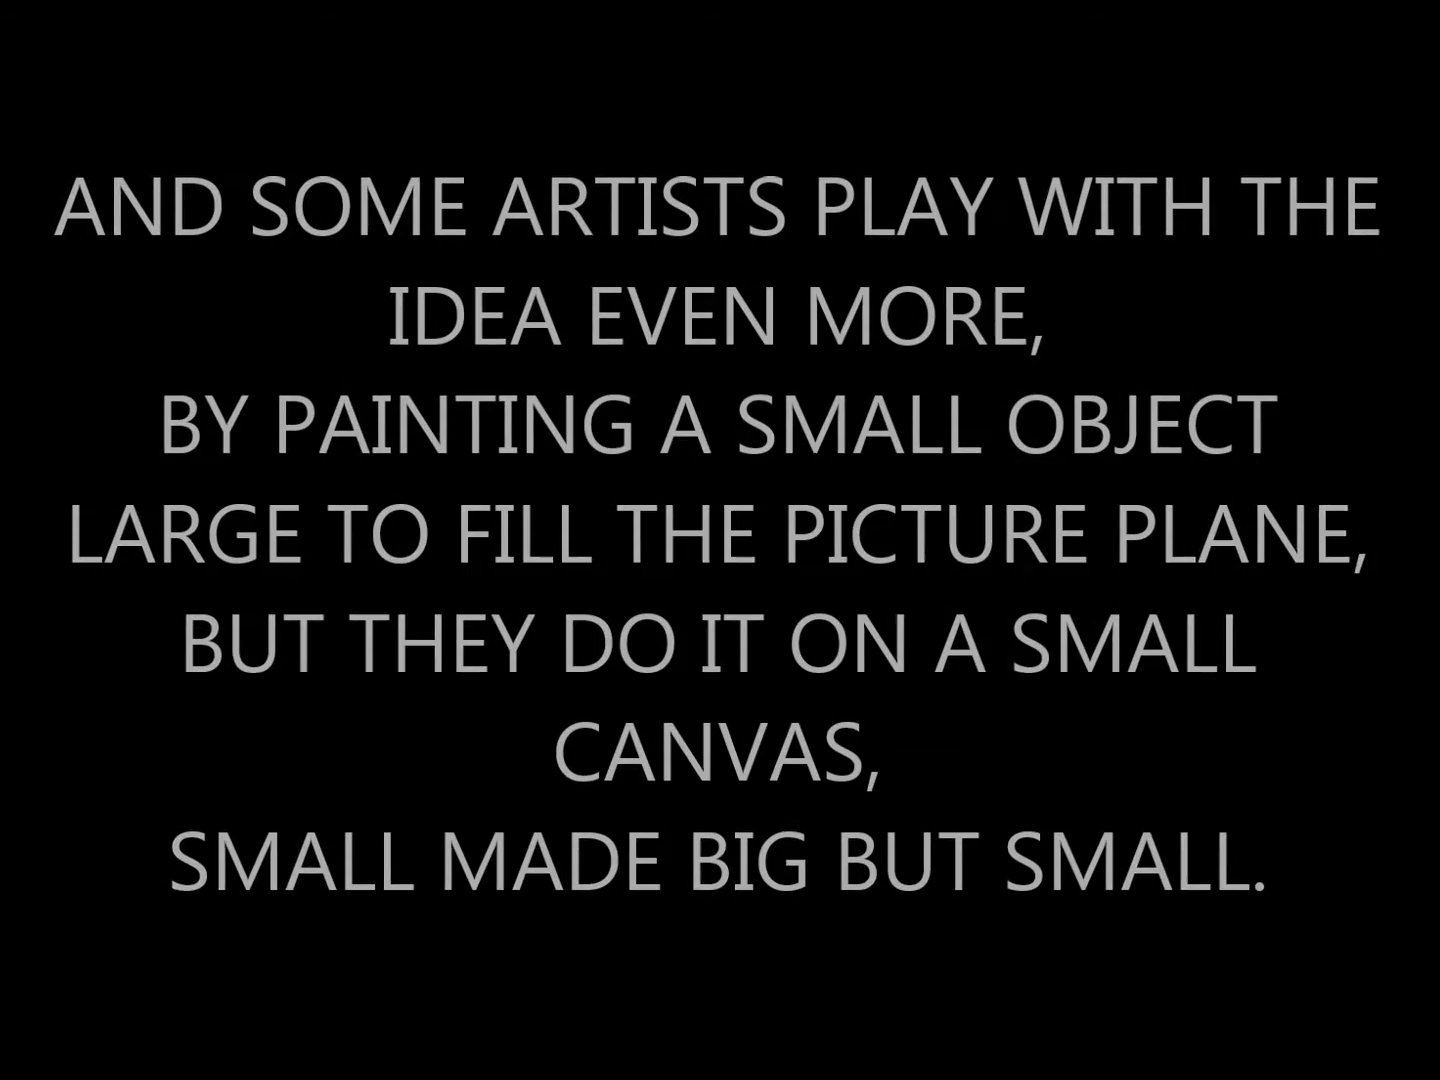 AND SOME ARTISTS PLAY WITH THE
IDEA EVEN MORE,
BY PAINTING A SMALL OBJECT
LARGE TO FILL THE PICTURE PLANE,
BUT THEY DO IT ON A SMALL
CANVAS,
SMALL MADE BIG BUT SMALL.